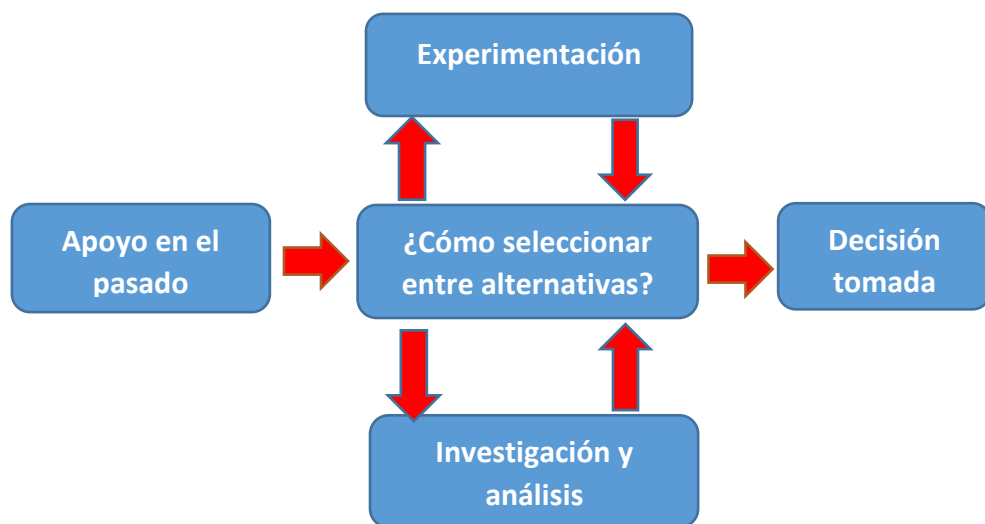 Experimentación
Apoyo en el
pasado
¿Cómo seleccionar
entre alternativas?
Decisión
tomada
Investigación y
análisis